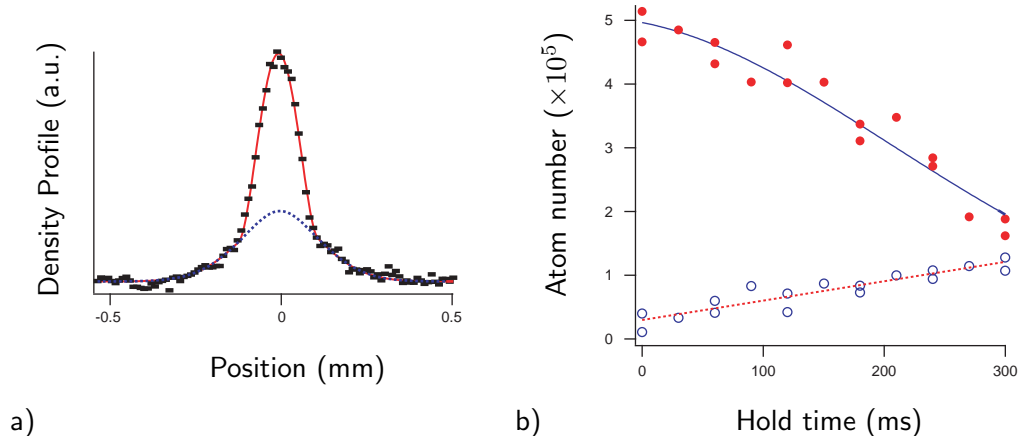 Density Profile (a.u.)
-0.5
0
0.5
Position (mm)
a)
Atom number (×10⁵)
5
4
3
2
1
0
0
100
200
300
Hold time (ms)
b)